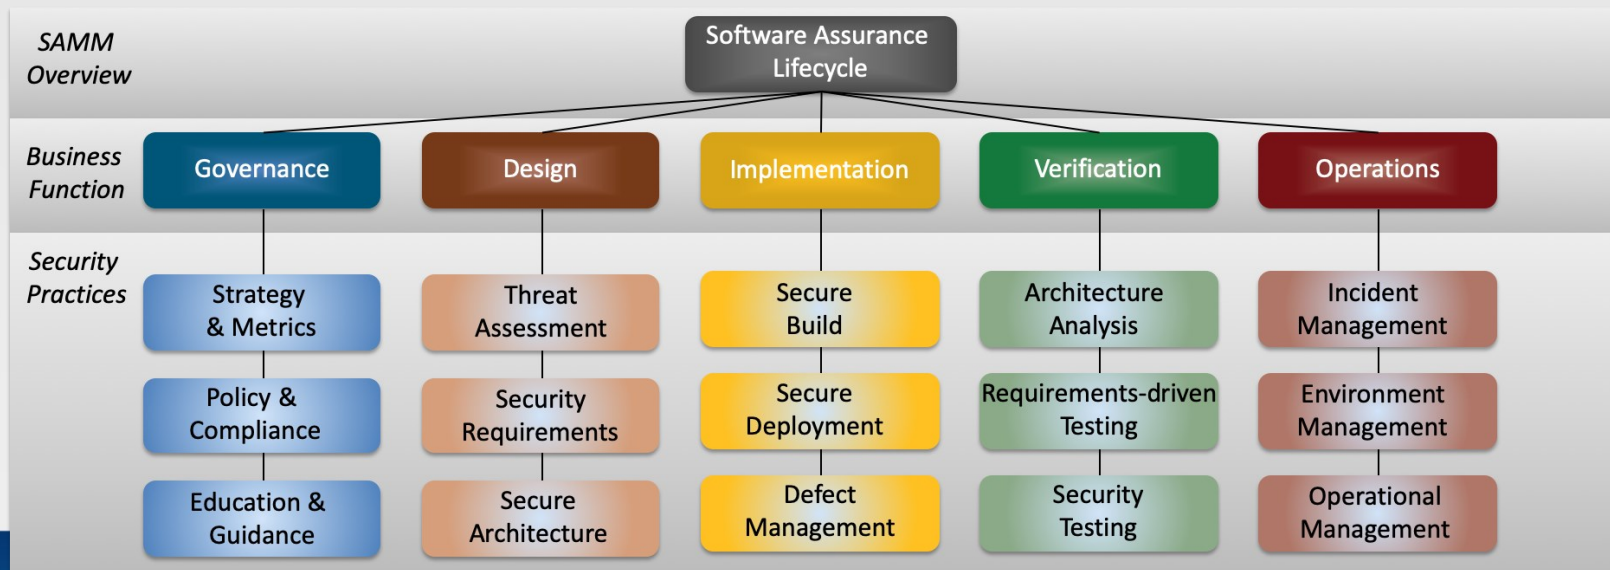 SAMM
Overview
Software Assurance
Lifecycle
Business
Function
Governance
Design
Implementation
Verification
Operations
Security
Practices
Strategy
& Metrics
Threat
Assessment
Secure
Build
Architecture
Analysis
Incident
Management
Policy &
Compliance
Security
Requirements
Secure
Deployment
Requirements-driven
Testing
Environment
Management
Education &
Guidance
Secure
Architecture
Defect
Management
Security
Testing
Operational
Management